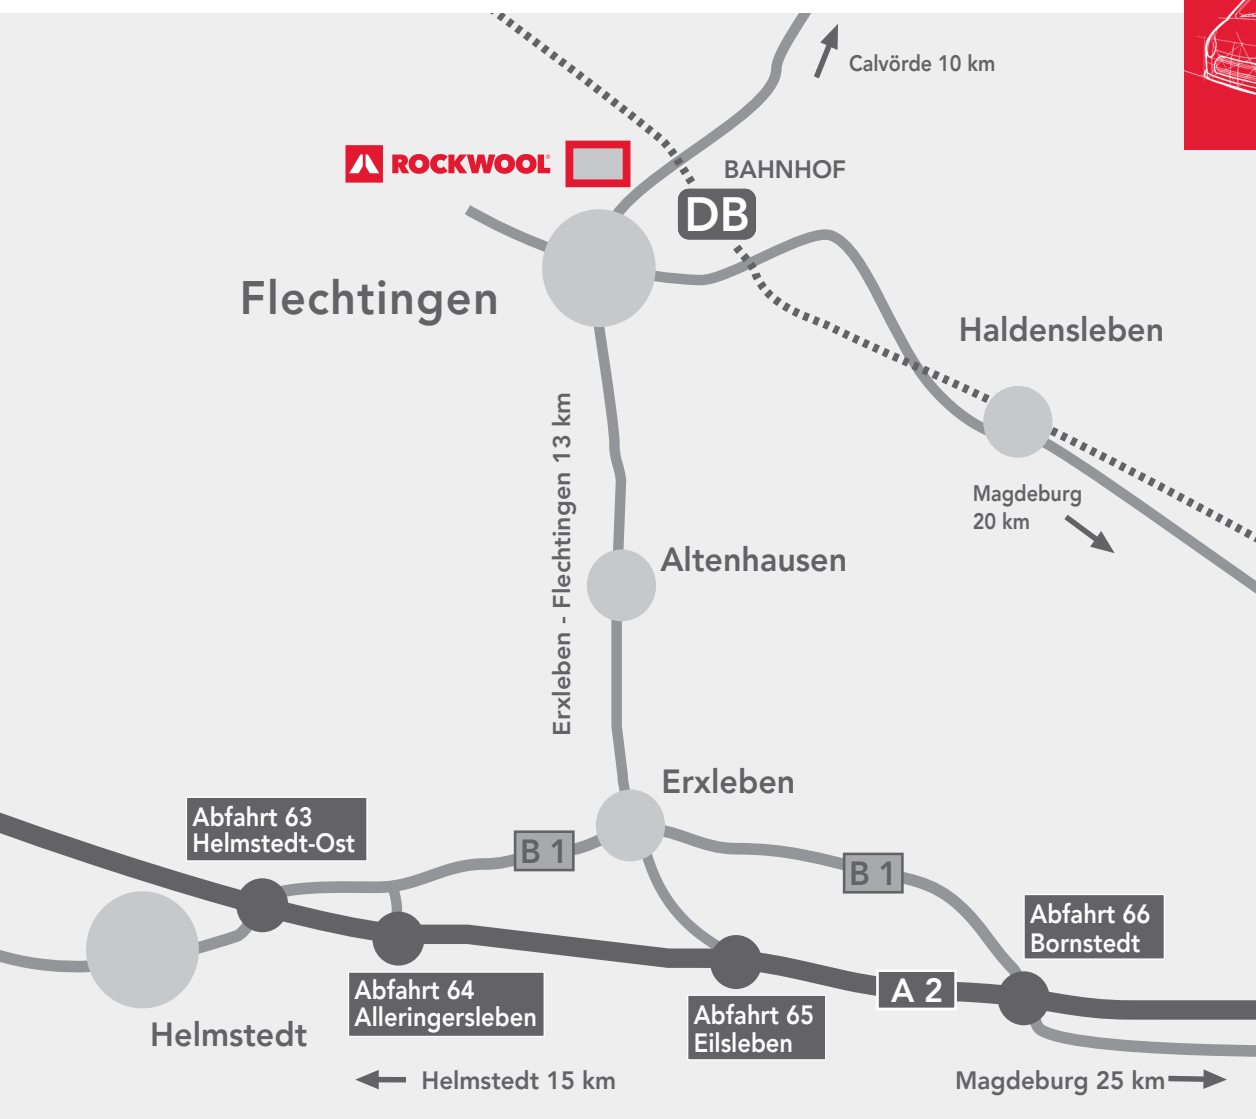 Calvörde 10 km
ROCKWOOL®
BAHNHOF
DB
Flechtingen
Haldensleben
Erxleben - Flechtingen 13 km
Magdeburg
20 km
Altenhausen
Erxleben
Abfahrt 63
Helmstedt-Ost
B 1
B 1
Abfahrt 66
Bornstedt
Abfahrt 64
Alleringersleben
A 2
Abfahrt 65
Eilsleben
Helmstedt
Helmstedt 15 km
Magdeburg 25 km